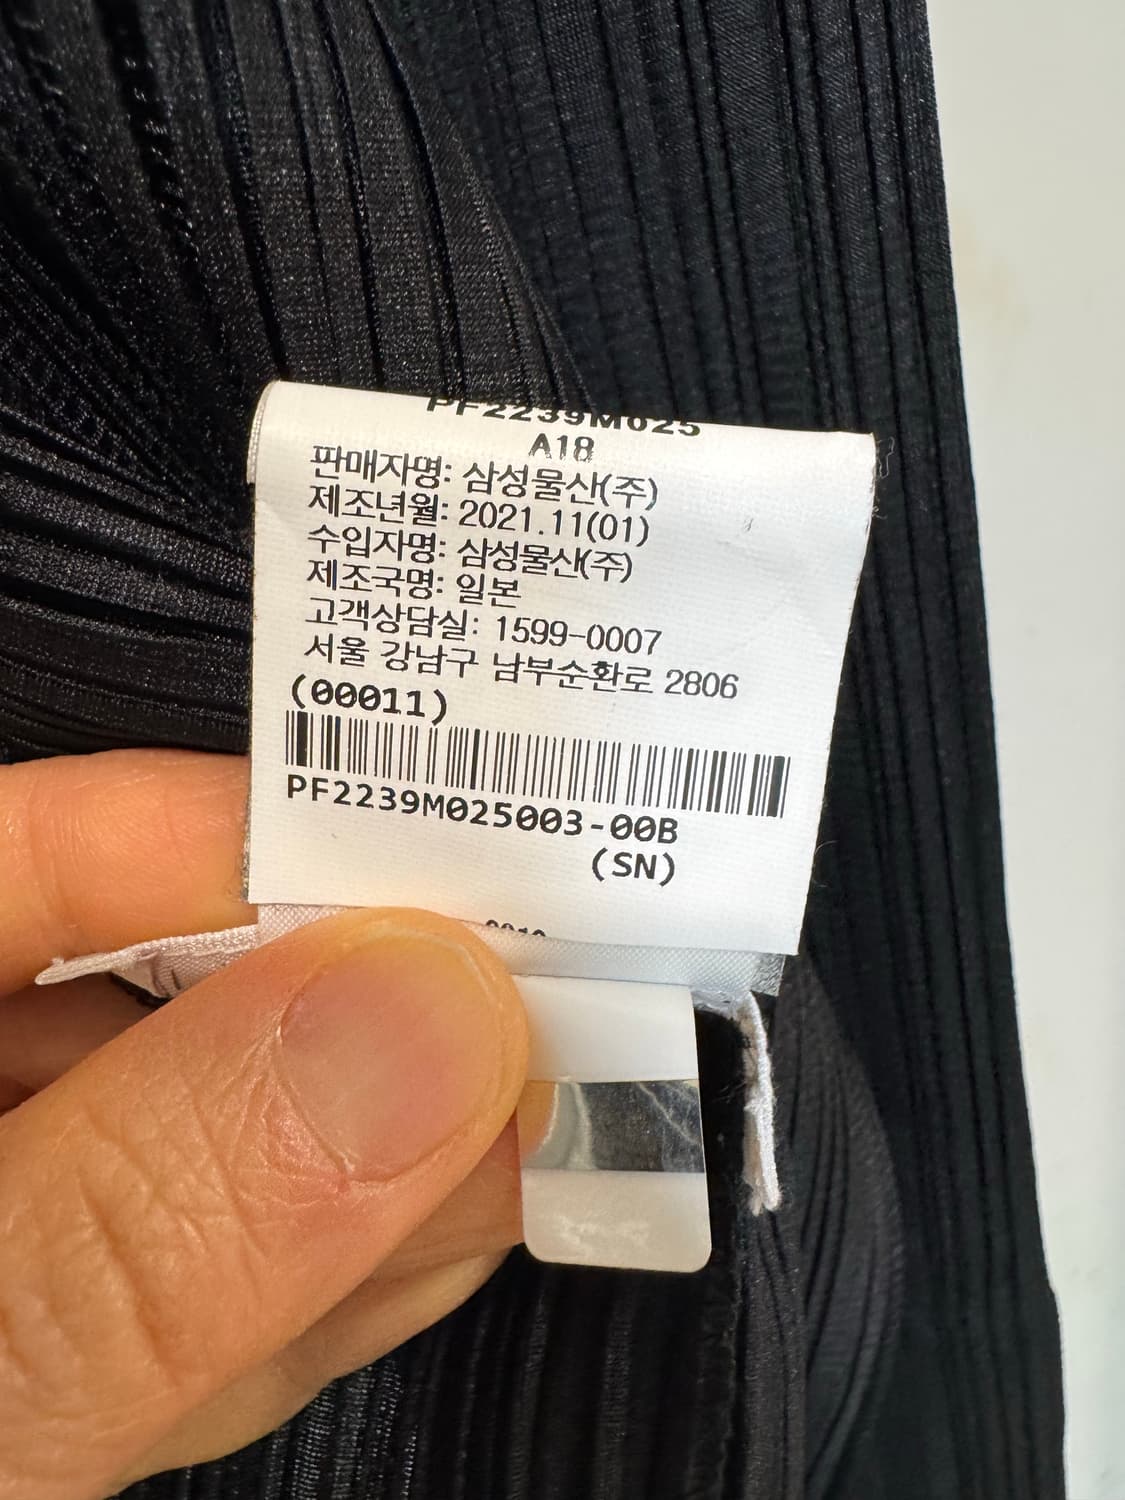 PF2239M025
A18
판매자명: 삼성물산(주)
제조년월: 2021.11(01)
수입자명: 삼성물산(주)
제조국명: 일본
고객상담실: 1599-0007
서울 강남구 남부순환로 2806
(00011)
PF2239M025003-00B
(SN)